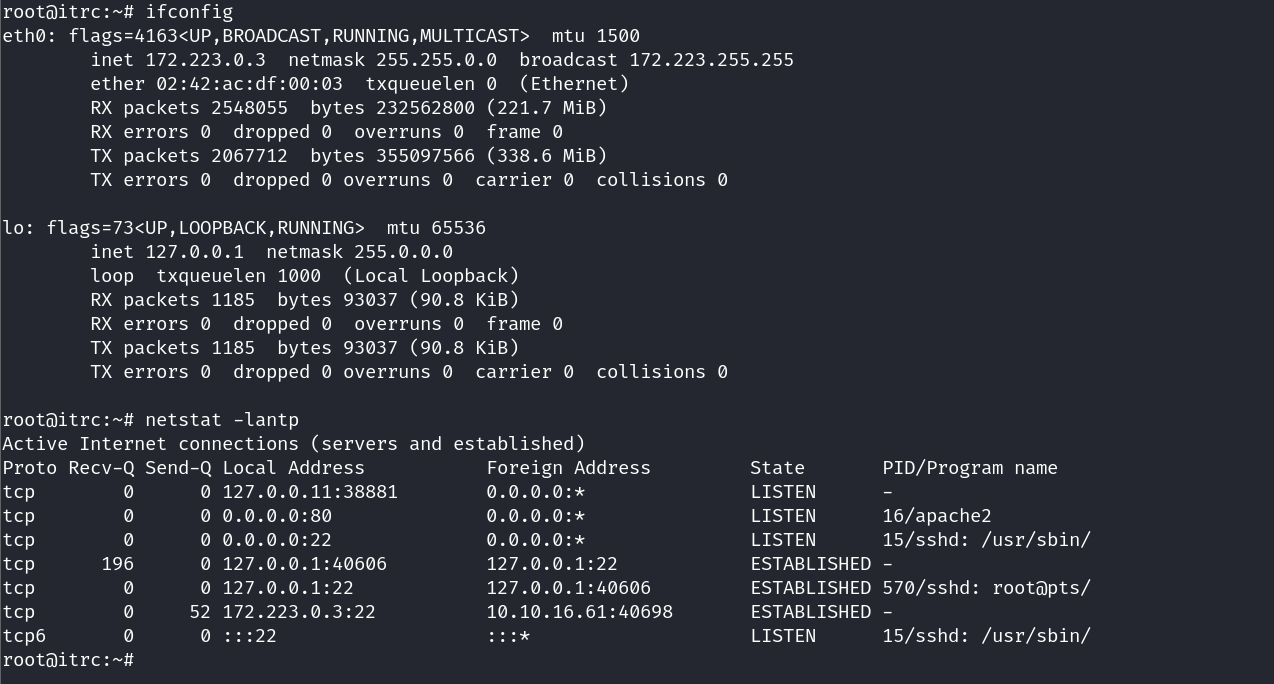 root@itrc:~# ifconfig
eth0: flags=4163<UP,BROADCAST,RUNNING,MULTICAST>  mtu 1500
        inet 172.223.0.3  netmask 255.255.0.0  broadcast 172.223.255.255
        ether 02:42:ac:df:00:03  txqueuelen 0  (Ethernet)
        RX packets 2548055  bytes 232562800 (221.7 MiB)
        RX errors 0  dropped 0  overruns 0  frame 0
        TX packets 2067712  bytes 355097566 (338.6 MiB)
        TX errors 0  dropped 0 overruns 0  carrier 0  collisions 0

lo: flags=73<UP,LOOPBACK,RUNNING>  mtu 65536
        inet 127.0.0.1  netmask 255.0.0.0
        loop  txqueuelen 1000  (Local Loopback)
        RX packets 1185  bytes 93037 (90.8 KiB)
        RX errors 0  dropped 0  overruns 0  frame 0
        TX packets 1185  bytes 93037 (90.8 KiB)
        TX errors 0  dropped 0 overruns 0  carrier 0  collisions 0

root@itrc:~# netstat -lantp
Active Internet connections (servers and established)
Proto Recv-Q Send-Q Local Address           Foreign Address         State       PID/Program name
tcp        0      0 127.0.0.11:38881        0.0.0.0:*               LISTEN      -
tcp        0      0 0.0.0.0:80              0.0.0.0:*               LISTEN      16/apache2
tcp        0      0 0.0.0.0:22              0.0.0.0:*               LISTEN      15/sshd: /usr/sbin/
tcp      196      0 127.0.0.1:40606         127.0.0.1:22            ESTABLISHED -
tcp        0      0 127.0.0.1:22            127.0.0.1:40606         ESTABLISHED 570/sshd: root@pts/
tcp        0     52 172.223.0.3:22          10.10.16.61:40698       ESTABLISHED -
tcp6       0      0 :::22                   :::*                    LISTEN      15/sshd: /usr/sbin/
root@itrc:~#